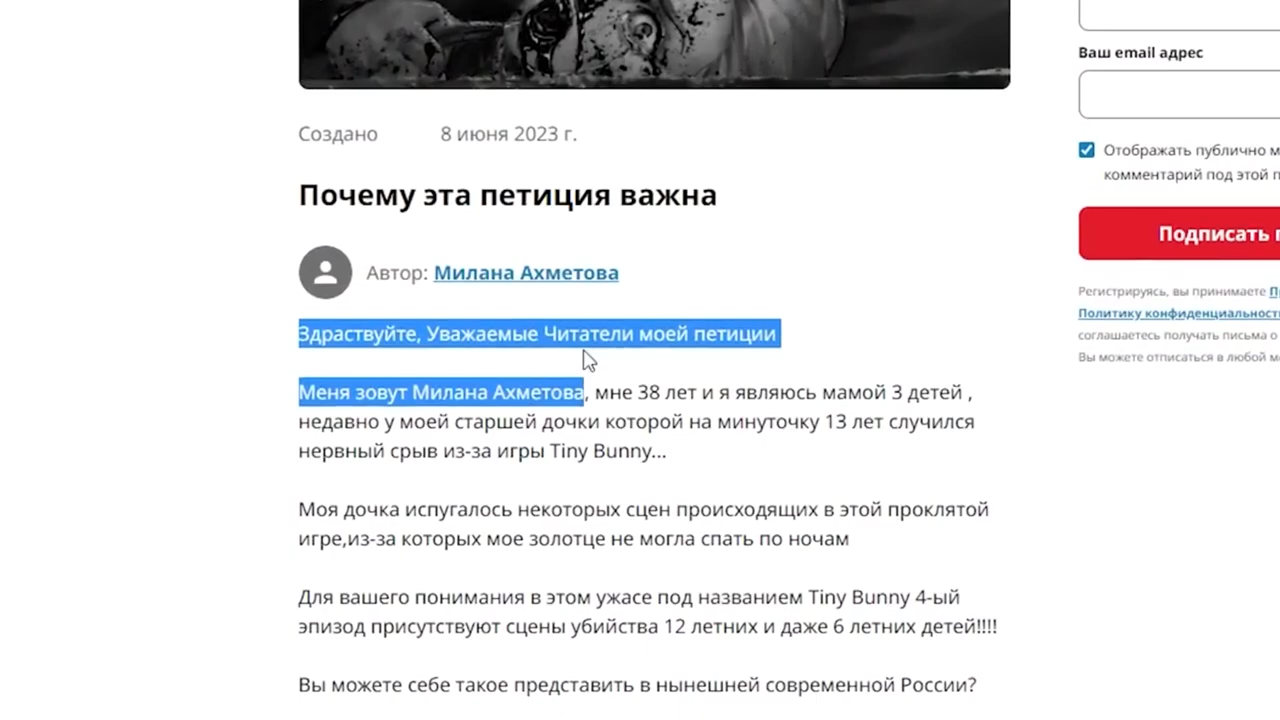 Создано 8 июня 2023 г.
Почему эта петиция важна
Автор: Милана Ахметова
Здраствуйте, Уважаемые Читатели моей петиции
Меня зовут Милана Ахметова, мне 38 лет и я являюсь мамой 3 детей ,
недавно у моей старшей дочки которой на минуточку 13 лет случился
нервный срыв из-за игры Tiny Bunny...
Моя дочка испугалось некоторых сцен происходящих в этой проклятой
игре,из-за которых мое золотце не могла спать по ночам
Для вашего понимания в этом ужасе под названием Tiny Bunny 4-ый
эпизод присутствуют сцены убийства 12 летних и даже 6 летних детей!!!!
Вы можете себе такое представить в нынешней современной России?
Ваш email адрес
Отображать публично
комментарий под этой
Подписать
Регистрируясь, вы принимаете
Политику конфиденциальност
соглашаетесь получать письма о
Вы можете отписаться в любой